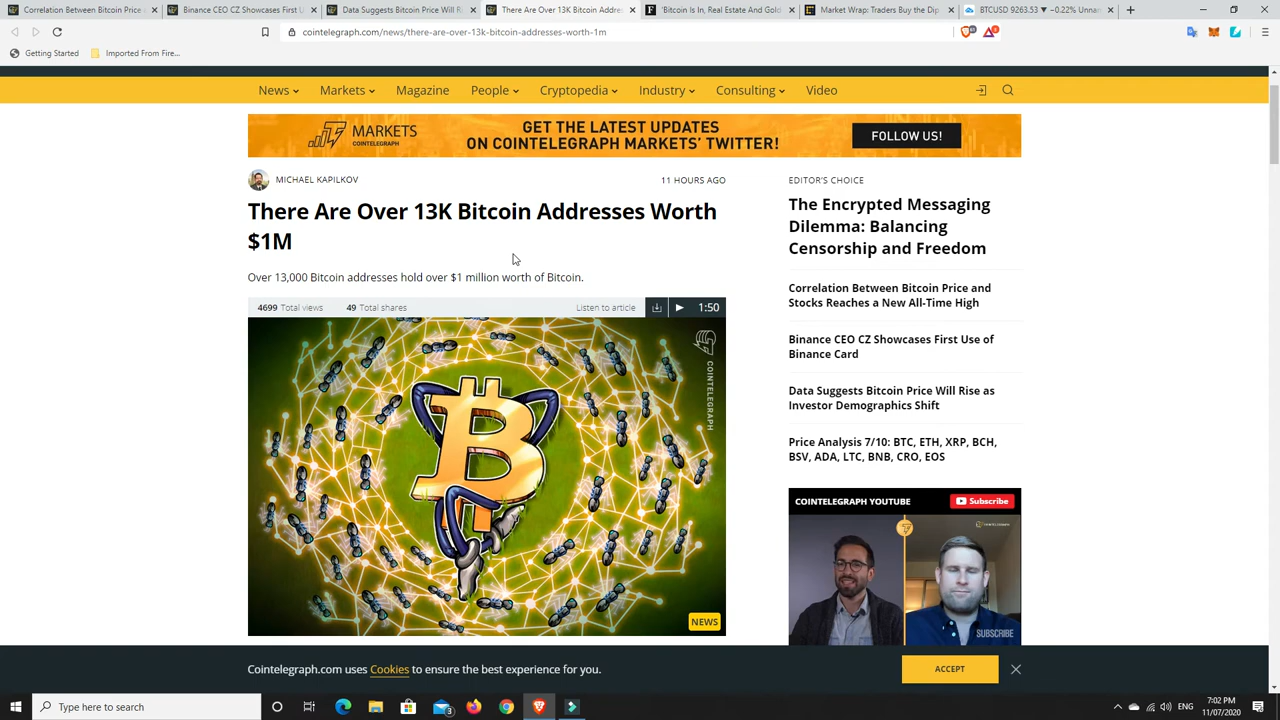 Correlation Between Bitcoin Price
Binance CEO CZ Showcases First U
Data Suggests Bitcoin Price Will Ri
There Are Over 13K Bitcoin Addres
'Bitcoin Is In, Real Estate And Gold
Market Wrap: Traders Buy the Dip
BTCUSD 9263.53 ▼ −0.22% Unna
cointelegraph.com/news/there-are-over-13k-bitcoin-addresses-worth-1m
Getting Started
Imported From Fire...
News
Markets
Magazine
People
Cryptopedia
Industry
Consulting
Video
MARKETS
COINTELEGRAPH
GET THE LATEST UPDATES
ON COINTELEGRAPH MARKETS' TWITTER!
FOLLOW US!
MICHAEL KAPILKOV
11 HOURS AGO
There Are Over 13K Bitcoin Addresses Worth
$1M
Over 13,000 Bitcoin addresses hold over $1 million worth of Bitcoin.
4699 Total views
49 Total shares
Listen to article
1:50
COINTELEGRAPH
NEWS
EDITOR'S CHOICE
The Encrypted Messaging
Dilemma: Balancing
Censorship and Freedom
Correlation Between Bitcoin Price and
Stocks Reaches a New All-Time High
Binance CEO CZ Showcases First Use of
Binance Card
Data Suggests Bitcoin Price Will Rise as
Investor Demographics Shift
Price Analysis 7/10: BTC, ETH, XRP, BCH,
BSV, ADA, LTC, BNB, CRO, EOS
COINTELEGRAPH YOUTUBE
Subscribe
SUBSCRIBE
Cointelegraph.com uses Cookies to ensure the best experience for you.
ACCEPT
Type here to search
3
ENG
7:02 PM
11/07/2020